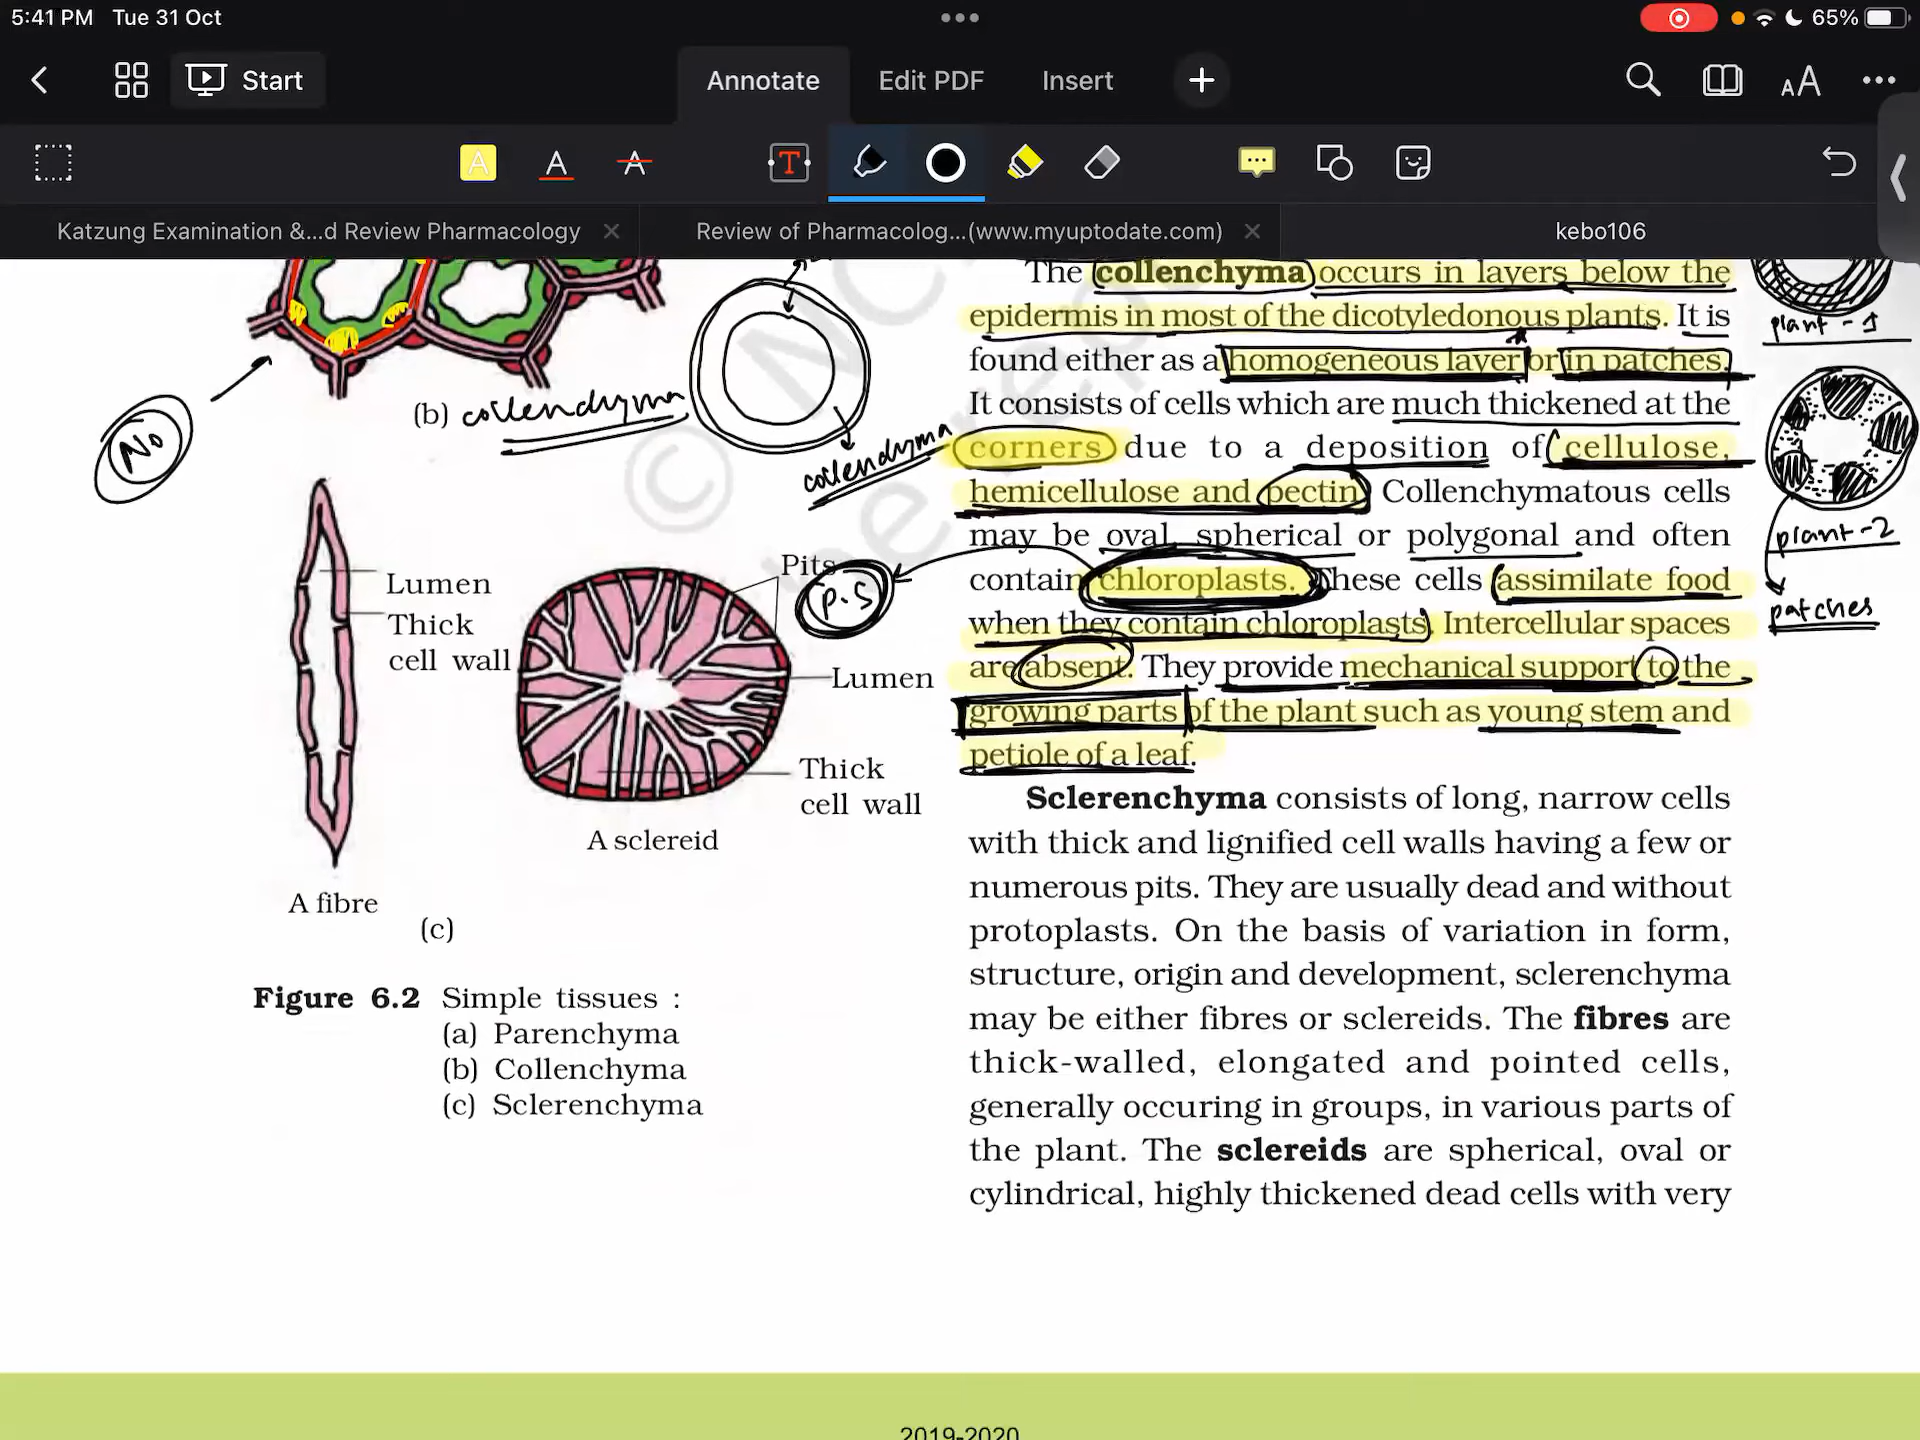 5:41 PM Tue 31 Oct
65%
Start
Annotate
Edit PDF
Insert
AA
A
A
A
T
Katzung Examination &...d Review Pharmacology
Review of Pharmacolog...(www.myuptodate.com)
kebo106
(b) collenchyma
collenchyma
No
Pits
Lumen
Thick
cell wall
P.S
Lumen
Thick
cell wall
A sclereid
A fibre
(c)
Figure 6.2 Simple tissues :
(a) Parenchyma
(b) Collenchyma
(c) Sclerenchyma
The collenchyma occurs in layers below the
epidermis in most of the dicotyledonous plants. It is
found either as a homogeneous layer or in patches.
It consists of cells which are much thickened at the
corners due to a deposition of cellulose,
hemicellulose and pectin. Collenchymatous cells
may be oval, spherical or polygonal and often
contain chloroplasts. These cells assimilate food
when they contain chloroplasts. Intercellular spaces
are absent. They provide mechanical support to the
growing parts of the plant such as young stem and
petiole of a leaf.
Sclerenchyma consists of long, narrow cells
with thick and lignified cell walls having a few or
numerous pits. They are usually dead and without
protoplasts. On the basis of variation in form,
structure, origin and development, sclerenchyma
may be either fibres or sclereids. The fibres are
thick-walled, elongated and pointed cells,
generally occuring in groups, in various parts of
the plant. The sclereids are spherical, oval or
cylindrical, highly thickened dead cells with very
plant-1
plant-2
patches
2019-2020